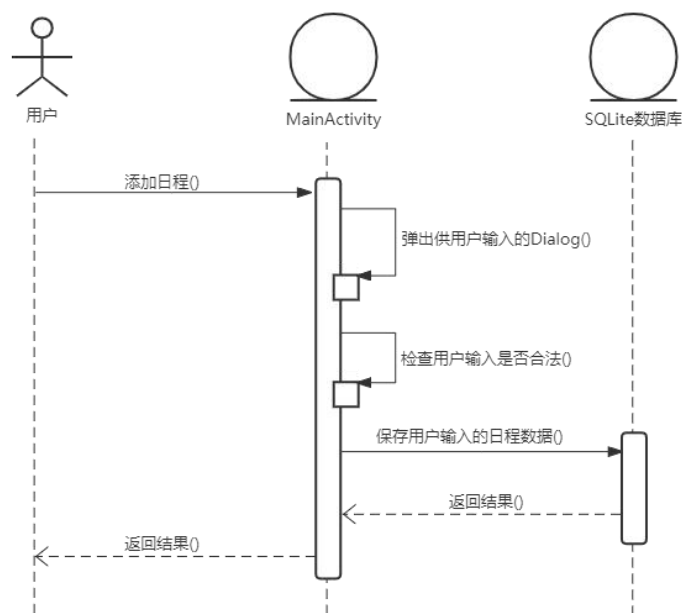 用户
MainActivity
SQLite数据库
添加日程()
弹出供用户输入的Dialog()
检查用户输入是否合法()
保存用户输入的日程数据()
返回结果()
返回结果()